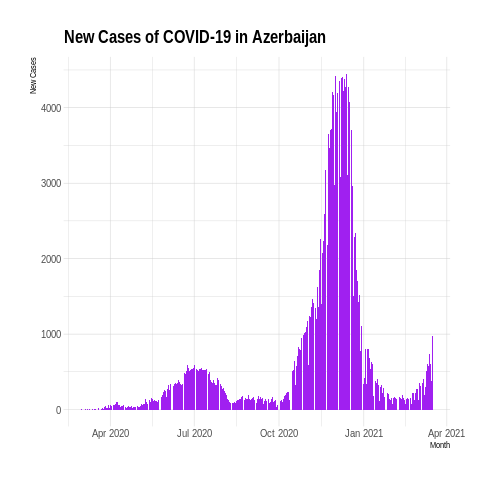 New Cases of COVID-19 in Azerbaijan
New Cases
4000
3000
2000
1000
0
Apr 2020 Jul 2020 Oct 2020 Jan 2021 Apr 2021
Month